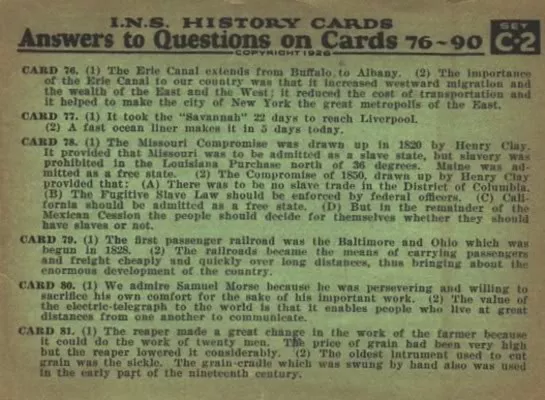 I.N.S. HISTORY CARDS
Answers to Questions on Cards 76-90
COPYRIGHT 1926
SET
C-2
CARD 76. (1) The Erie Canal extends from Buffalo to Albany. (2) The importance
of the Erie Canal to our country was that it increased westward migration and
the wealth of the East and the West; it reduced the cost of transportation and
it helped to make the city of New York the great metropolis of the East.
CARD 77. (1) It took the "Savannah" 22 days to reach Liverpool.
(2) A fast ocean liner makes it in 5 days today.
CARD 78. (1) The Missouri Compromise was drawn up in 1820 by Henry Clay.
It provided that Missouri was to be admitted as a slave state, but slavery was
prohibited in the Louisiana Purchase north of 36 degrees. Maine was ad-
mitted as a free state. (2) The Compromise of 1850, drawn up by Henry Clay
provided that: (A) There was to be no slave trade in the District of Columbia.
(B) The Fugitive Slave Law should be enforced by federal officers. (C) Cali-
fornia should be admitted as a free state. (D) But in the remainder of the
Mexican Cession the people should decide for themselves whether they should
have slaves or not.
CARD 79. (1) The first passenger railroad was the Baltimore and Ohio which was
begun in 1828. (2) The railroads became the means of carrying passengers
and freight cheaply and quickly over long distances, thus bringing about the
enormous development of the country.
CARD 80. (1) We admire Samuel Morse because he was persevering and willing to
sacrifice his own comfort for the sake of his important work. (2) The value of
the electric-telegraph to the world is that it enables people who live at great
distances from one another to communicate.
CARD 81. (1) The reaper made a great change in the work of the farmer because
it could do the work of twenty men. The price of grain had been very high
but the reaper lowered it considerably. (2) The oldest intrument used to cut
grain was the sickle. The grain-cradle which was swung by hand also was used
in the early part of the nineteenth century.